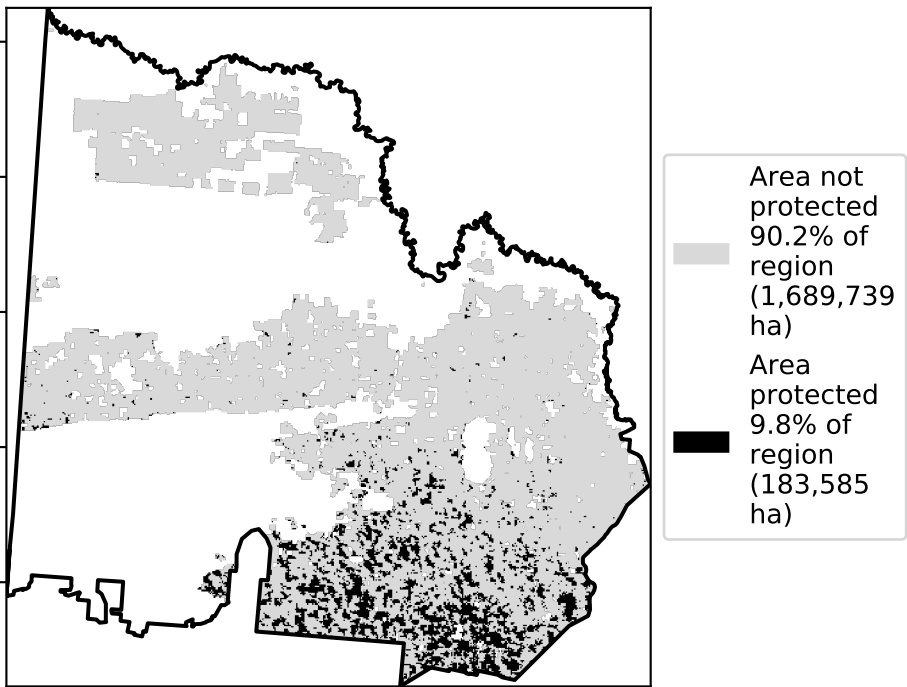 Area not
protected
90.2% of
region
(1,689,739
ha)
Area
protected
9.8% of
region
(183,585
ha)